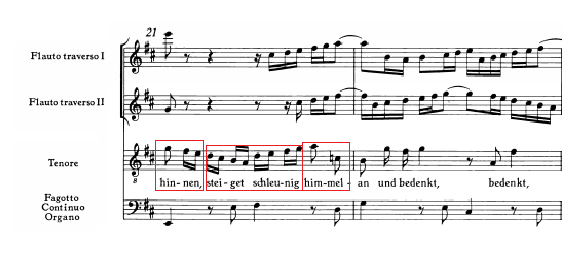 21
Flauto traverso I
Flauto traverso II
Tenore
8
hin-nen, stei-get schleu-nig hirn-mel-an und bedenkt, bedenkt,
Fagotto
Continuo
Organo